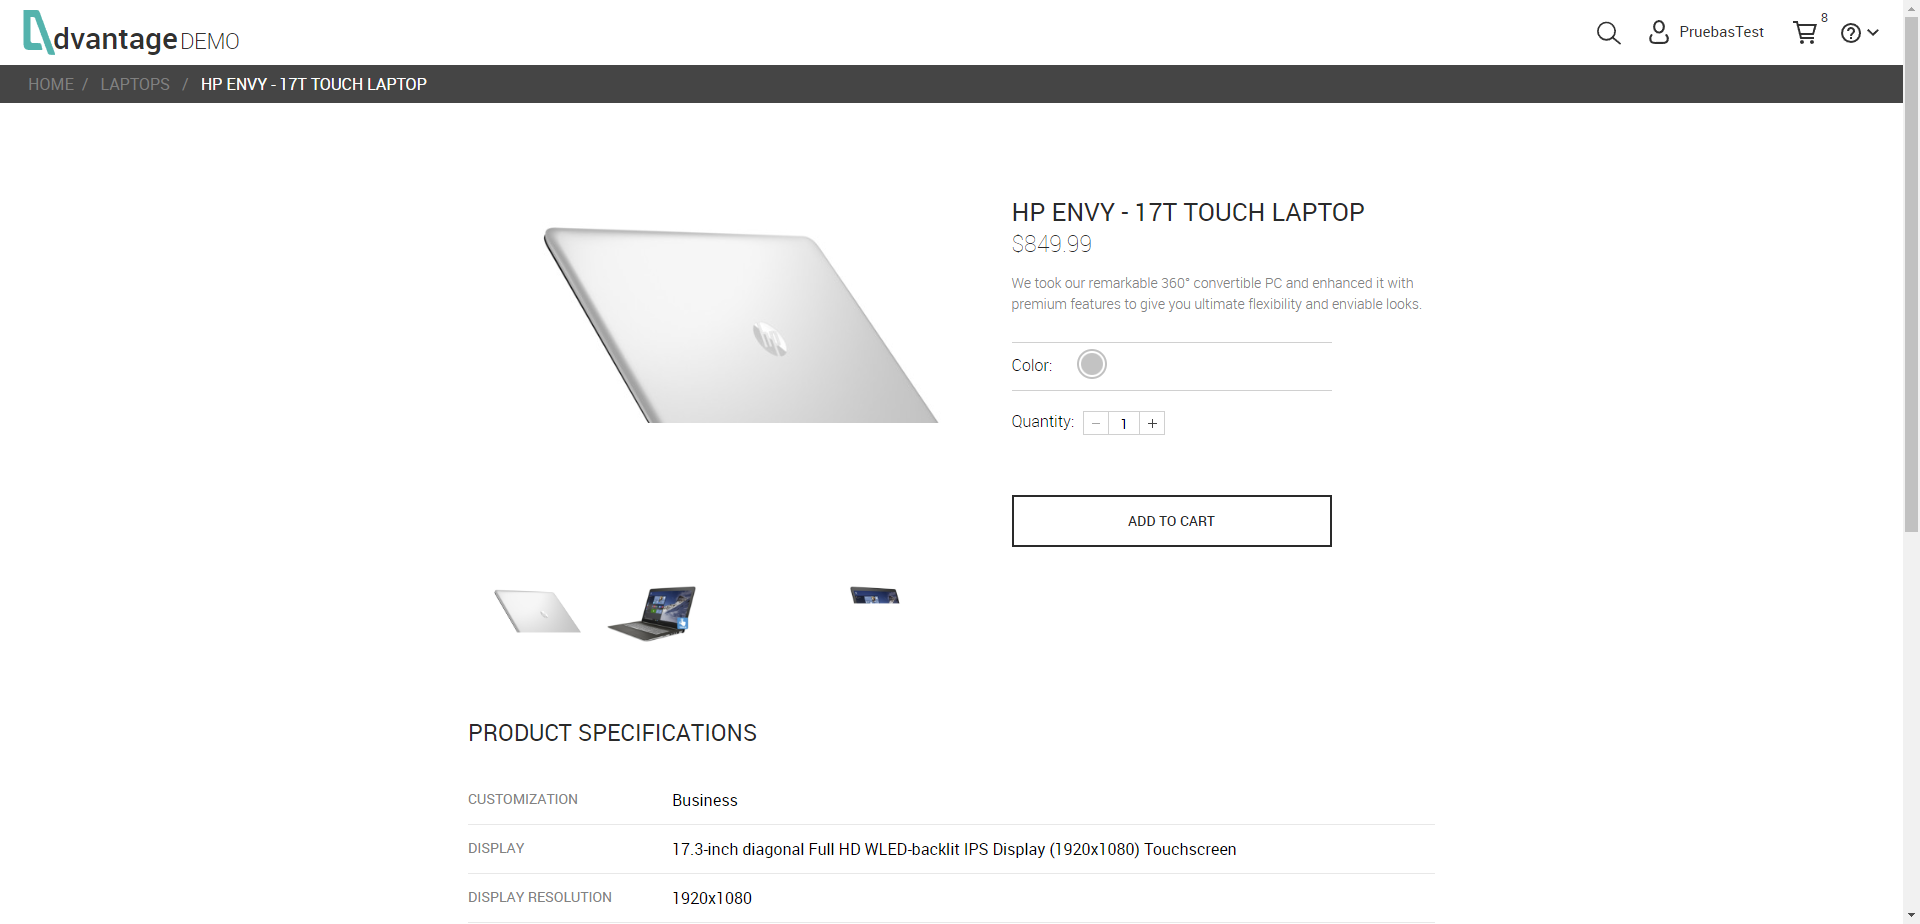 dvantage DEMO
PruebasTest
8
HOME / LAPTOPS / HP ENVY - 17T TOUCH LAPTOP
HP ENVY - 17T TOUCH LAPTOP
$849.99
We took our remarkable 360° convertible PC and enhanced it with
premium features to give you ultimate flexibility and enviable looks.
Color:
Quantity: − 1 +
ADD TO CART
PRODUCT SPECIFICATIONS
CUSTOMIZATION Business
DISPLAY 17.3-inch diagonal Full HD WLED-backlit IPS Display (1920x1080) Touchscreen
DISPLAY RESOLUTION 1920x1080